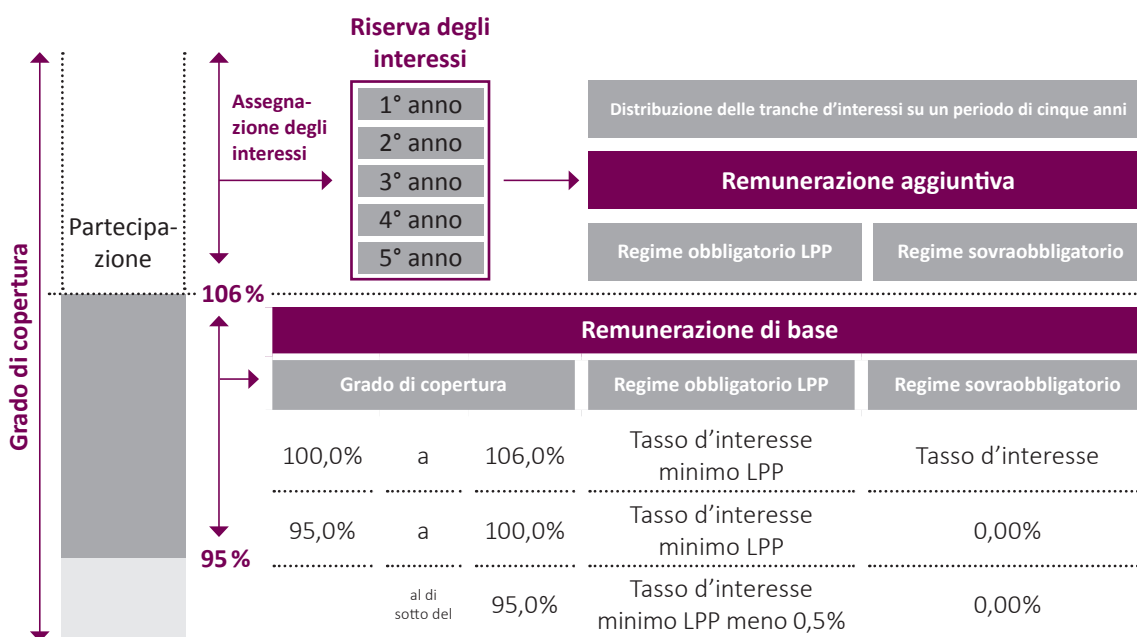 Riserva degli
interessi
Assegna-
zione degli
interessi
1° anno
2° anno
3° anno
4° anno
5° anno
Distribuzione delle tranche d'interessi su un periodo di cinque anni
Remunerazione aggiuntiva
Regime obbligatorio LPP
Regime sovraobbligatorio
Grado di copertura
Partecipa-
zione
106%
Remunerazione di base
Grado di copertura
Regime obbligatorio LPP
Regime sovraobbligatorio
100,0% a 106,0%
Tasso d'interesse
minimo LPP
Tasso d'interesse
95,0% a 100,0%
Tasso d'interesse
minimo LPP
0,00%
95%
al di
sotto del
95,0%
Tasso d'interesse
minimo LPP meno 0,5%
0,00%